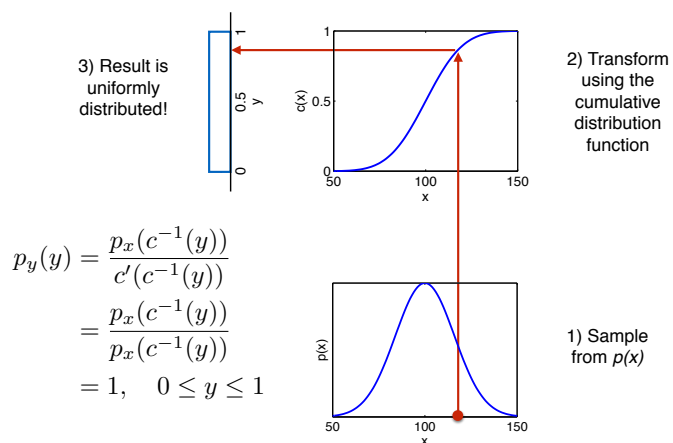 3) Result is
uniformly
distributed!
0
0.5
1
y
1
0.5
0
c(x)
50
100
150
x
2) Transform
using the
cumulative
distribution
function
p_y(y) = p_x(c^{-1}(y)) / c'(c^{-1}(y))
= p_x(c^{-1}(y)) / p_x(c^{-1}(y))
= 1, 0 ≤ y ≤ 1
p(x)
50
100
150
x
1) Sample
from p(x)